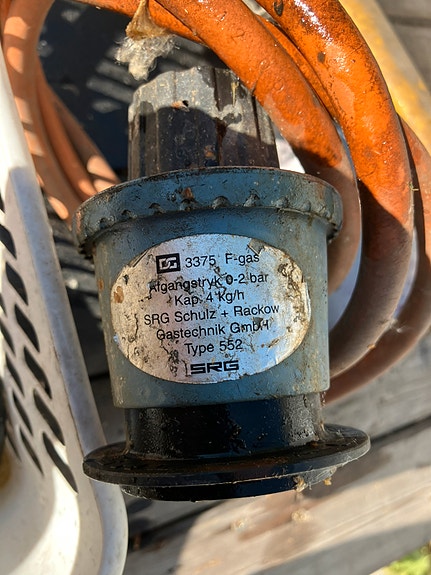 DG 3375 F-gas
Afgangstryk 0-2 bar
Kap. 4 kg/h
SRG Schulz + Rackow
Gastechnik GmbH
Type 552
SRG